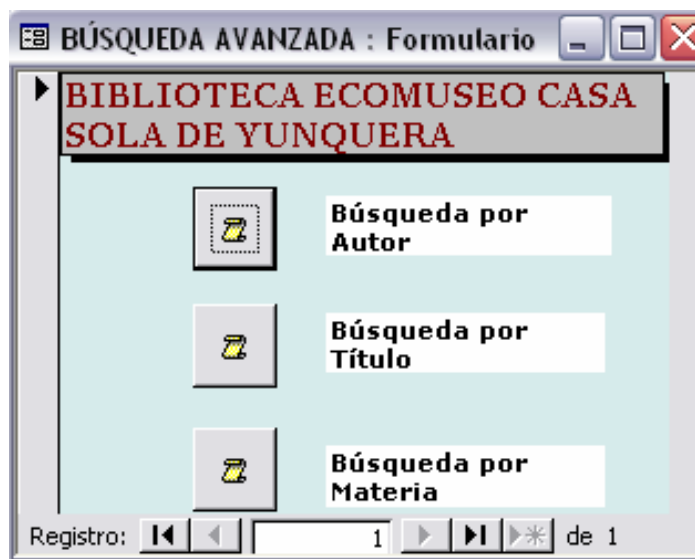 BÚSQUEDA AVANZADA : Formulario
BIBLIOTECA ECOMUSEO CASA
SOLA DE YUNQUERA
Búsqueda por
Autor
Búsqueda por
Título
Búsqueda por
Materia
Registro: 1 de 1